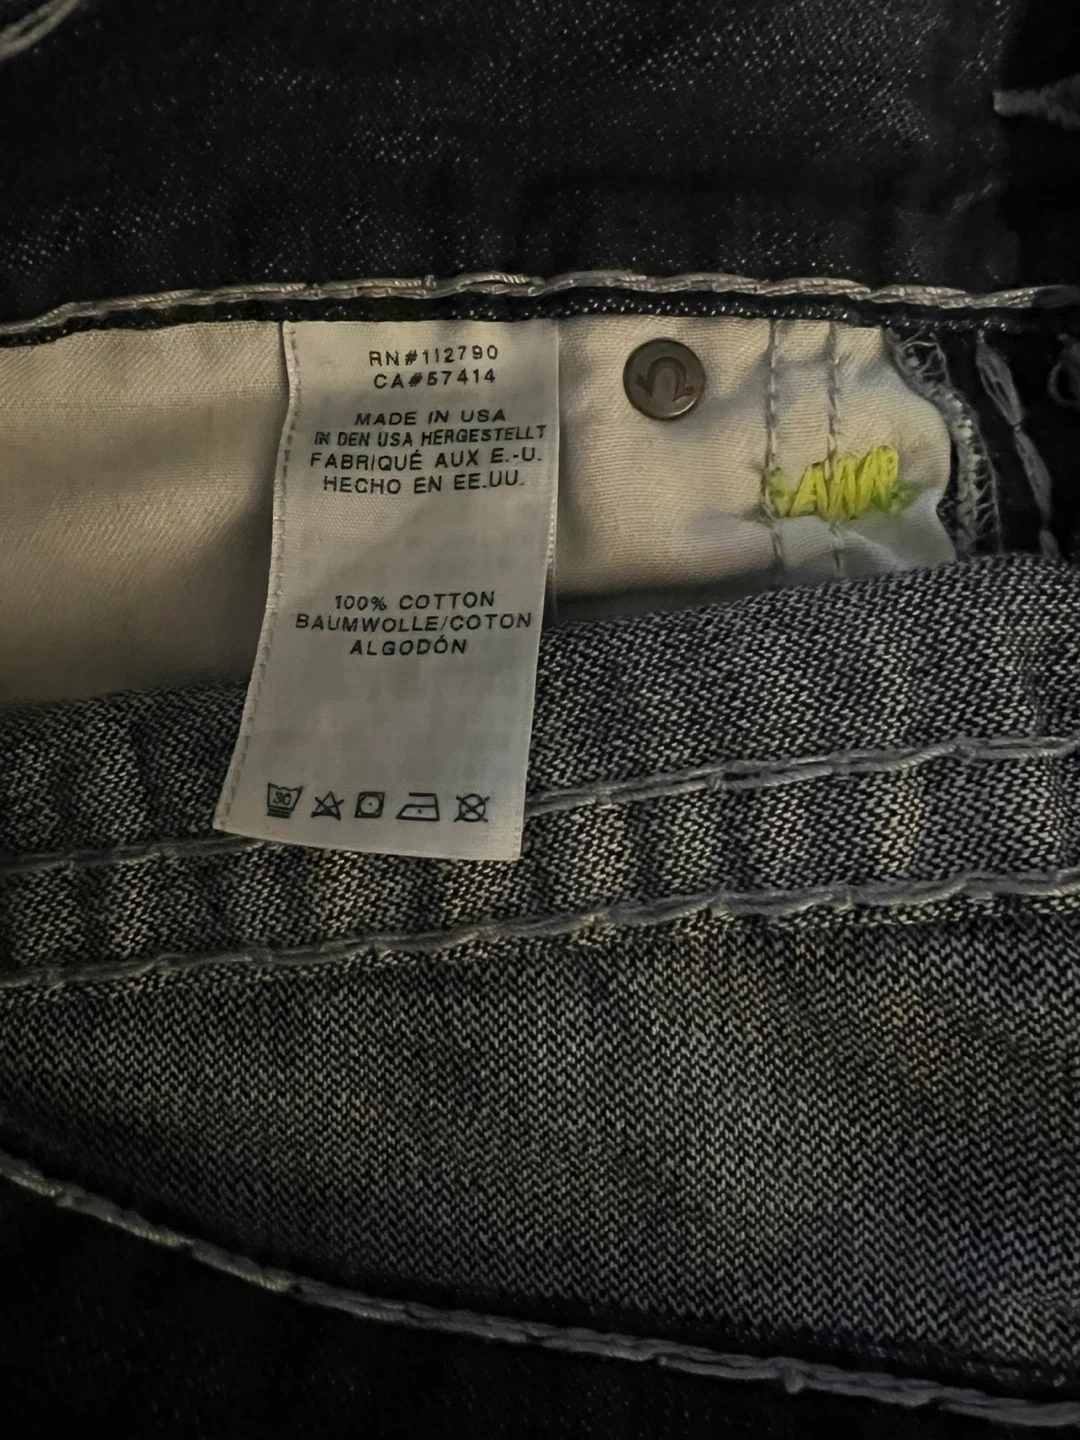 RN#112790
CA#57414
MADE IN USA
IN DEN USA HERGESTELLT
FABRIQUÉ AUX E.-U.
HECHO EN EE.UU.
100% COTTON
BAUMWOLLE/COTON
ALGODÓN
30